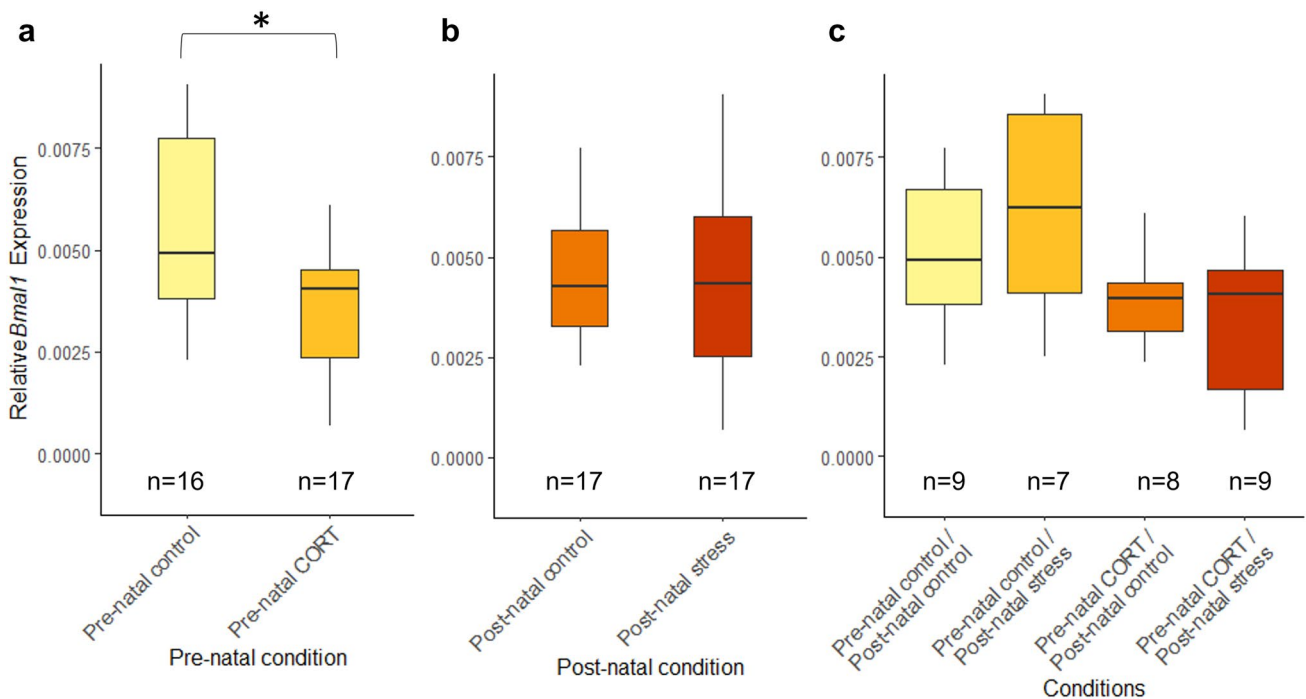 a
*
Relative Bmal1 Expression
0.0075
0.0050
0.0025
0.0000
n=16
n=17
Pre-natal control
Pre-natal CORT
Pre-natal condition
b
0.0075
0.0050
0.0025
0.0000
n=17
n=17
Post-natal control
Post-natal stress
Post-natal condition
c
0.0075
0.0050
0.0025
0.0000
n=9
n=7
n=8
n=9
Pre-natal control /
Post-natal control
Pre-natal control /
Post-natal stress
Pre-natal CORT /
Post-natal control
Pre-natal CORT /
Post-natal stress
Conditions